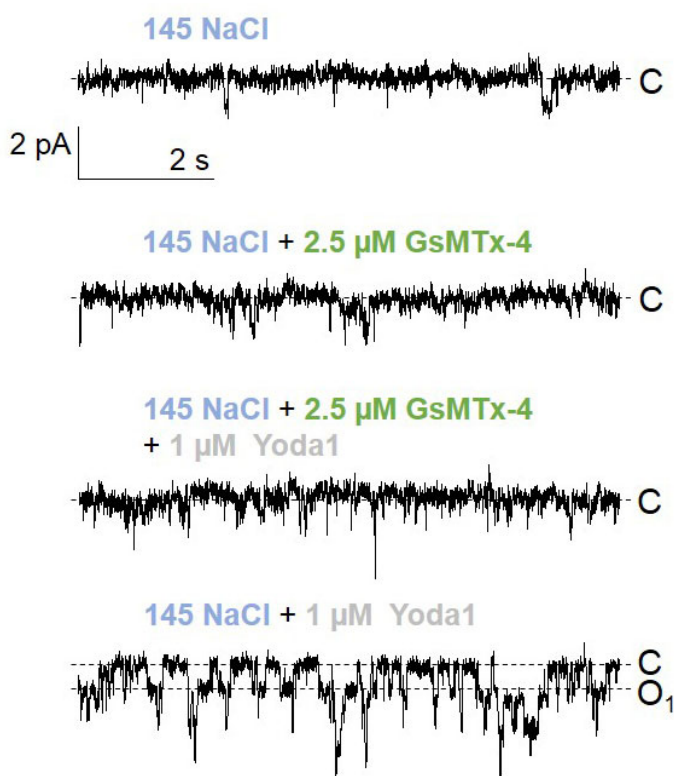 145 NaCl
C
2 pA
2 s
145 NaCl + 2.5 µM GsMTx-4
C
145 NaCl + 2.5 µM GsMTx-4
+ 1 µM Yoda1
C
145 NaCl + 1 µM Yoda1
C
O1